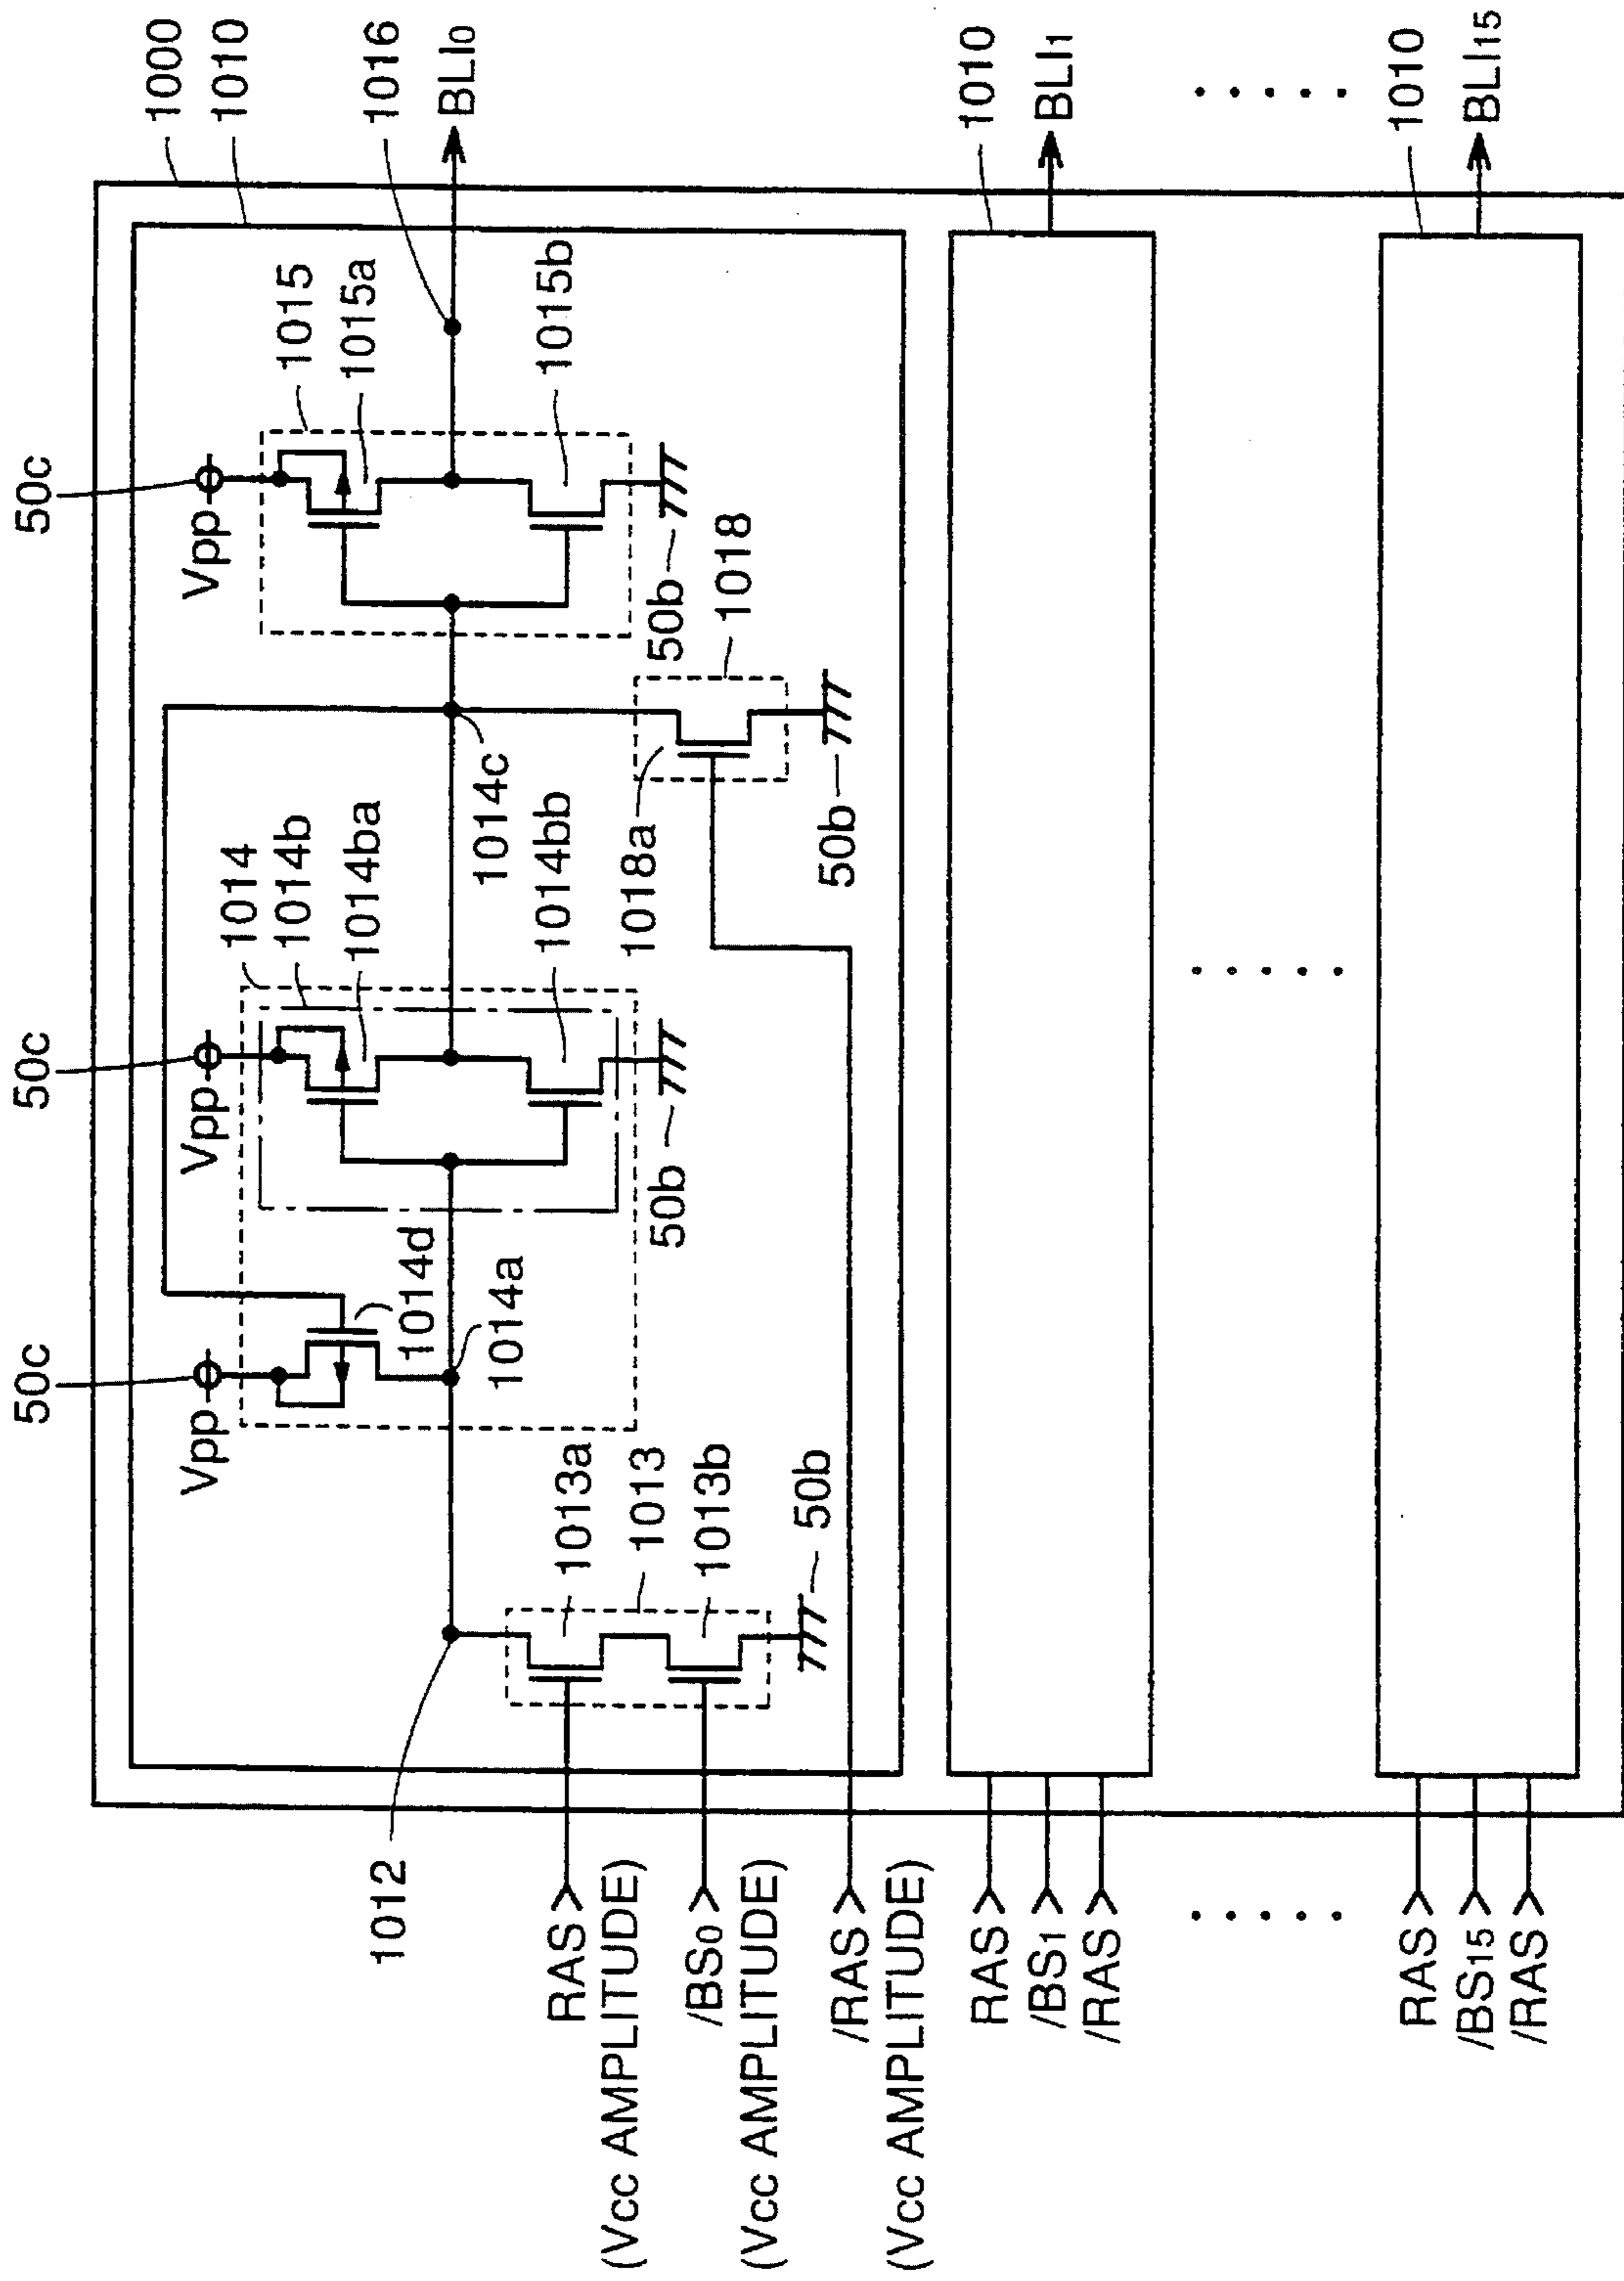 1000
1010
50c
50c
50c
Vpp
Vpp
Vpp
1016
BLI0
1014
1014b
1014ba
1015
1015a
1014d
1014a
1014c
1014bb
1015b
1012
1013a
1013
1013b
50b
50b
50b
1018
1018a
50b
RAS
(Vcc AMPLITUDE)
/BS0
(Vcc AMPLITUDE)
/RAS
(Vcc AMPLITUDE)
1010
RAS
/BS1
/RAS
BLI1
1010
RAS
/BS15
/RAS
BLI15